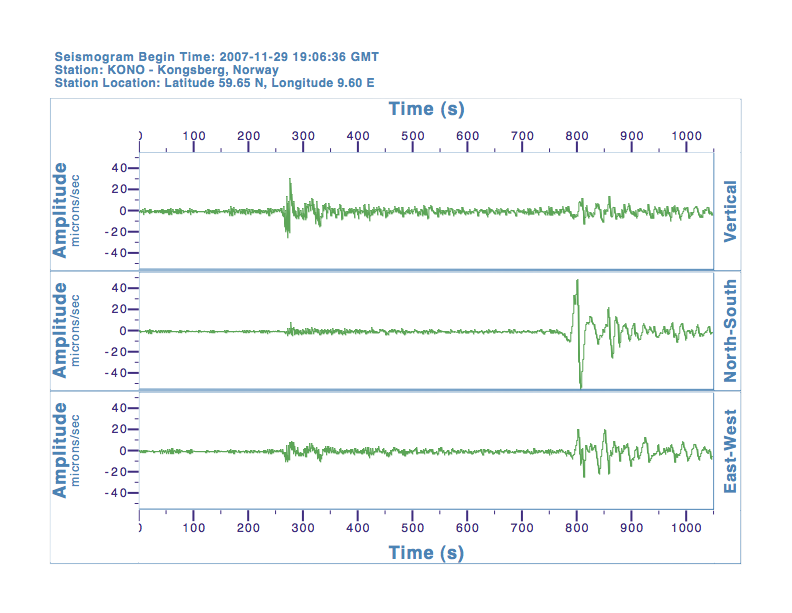 Seismogram Begin Time: 2007-11-29 19:06:36 GMT
Station: KONO - Kongsberg, Norway
Station Location: Latitude 59.65 N, Longitude 9.60 E
Time (s)
0 100 200 300 400 500 600 700 800 900 1000
Amplitude
microns/sec
40
20
0
-20
-40
Vertical
Amplitude
microns/sec
40
20
0
-20
-40
North-South
Amplitude
microns/sec
40
20
0
-20
-40
East-West
0 100 200 300 400 500 600 700 800 900 1000
Time (s)